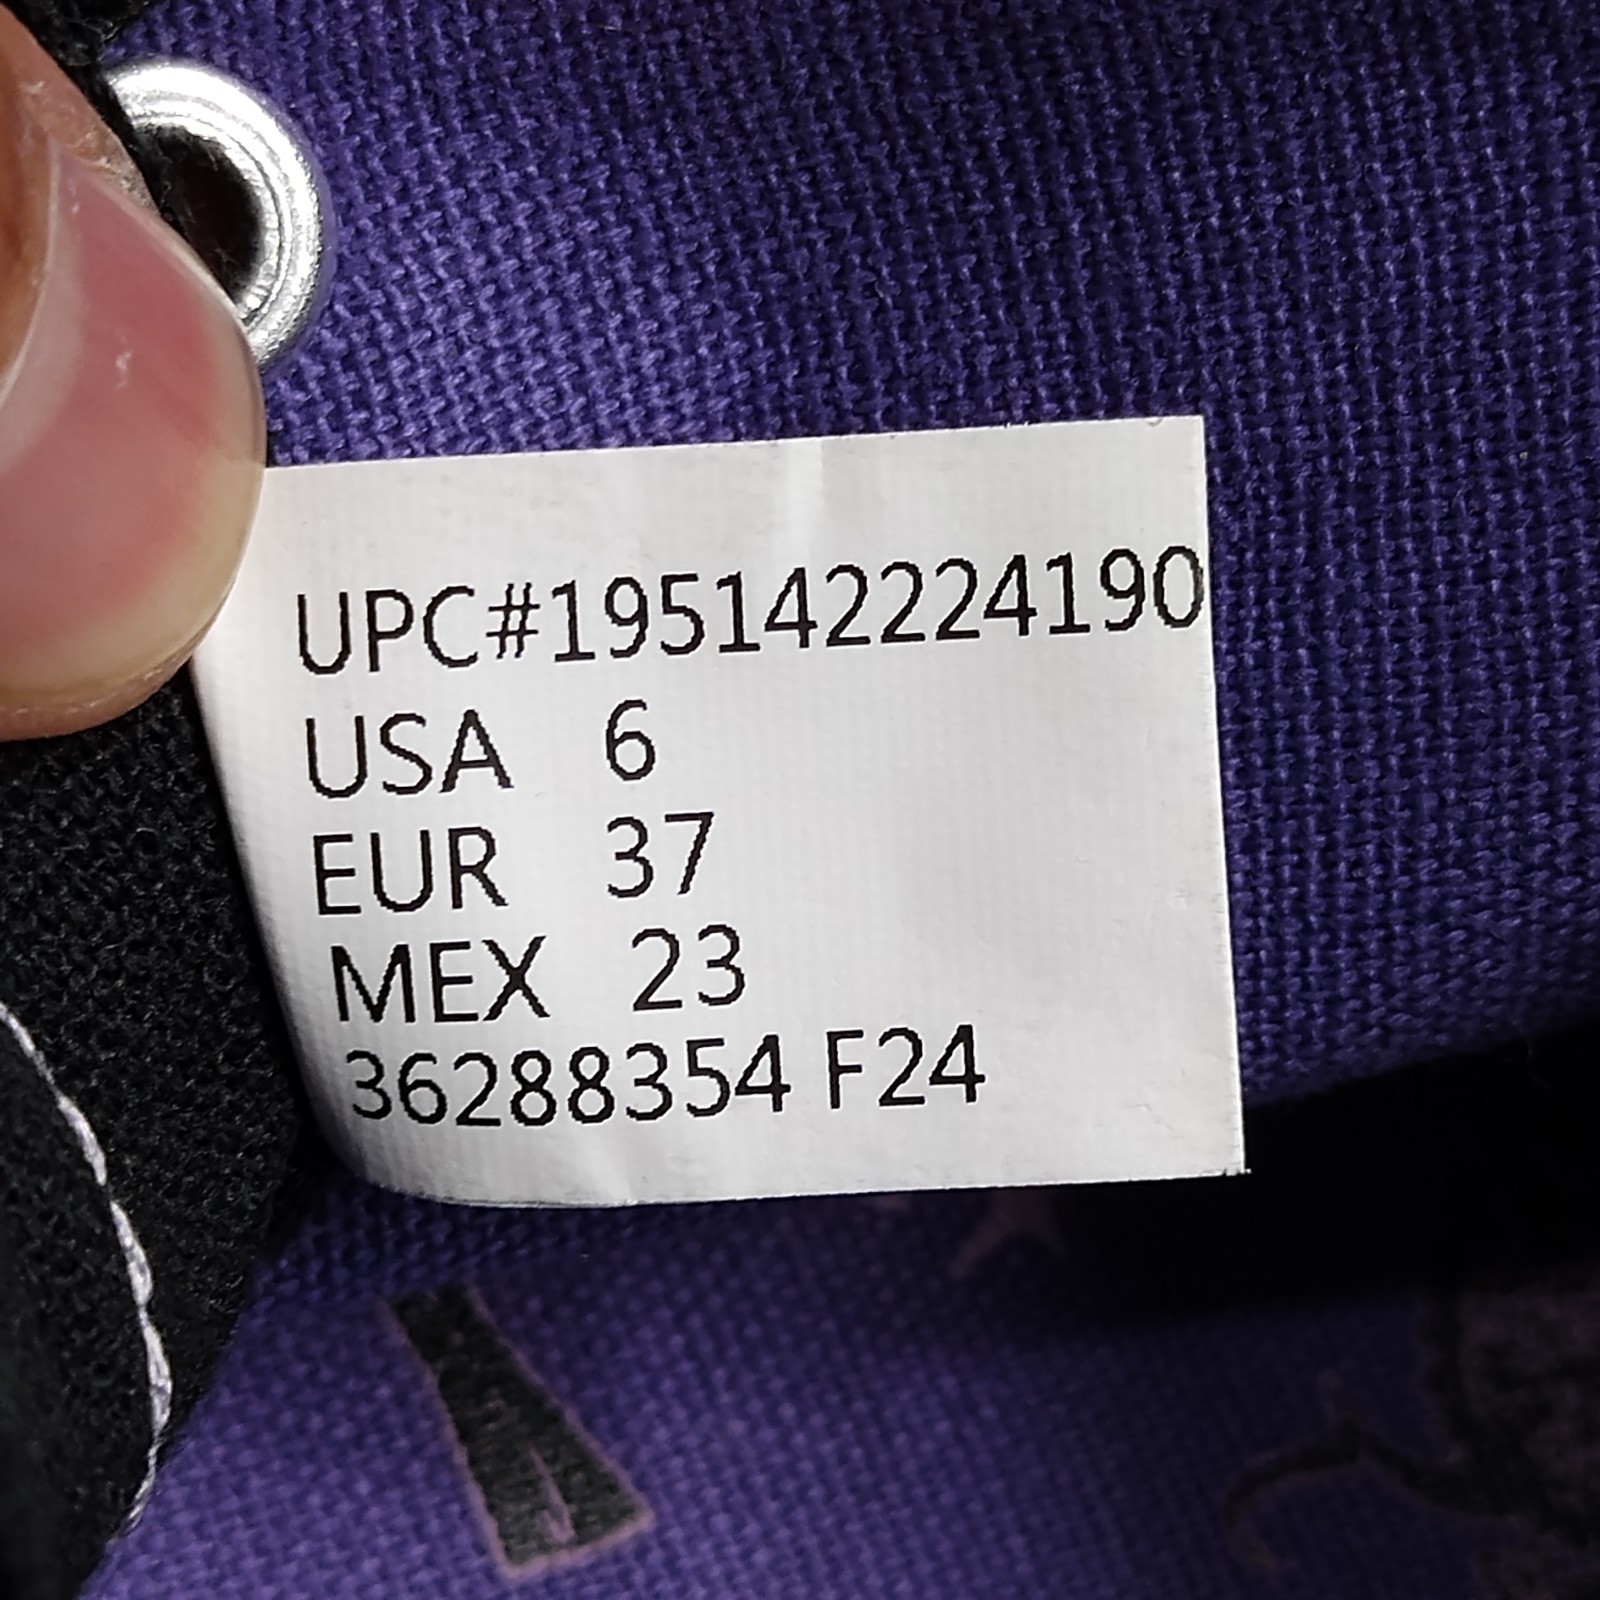 UPC#195142224190
USA 6
EUR 37
MEX 23
36288354 F24